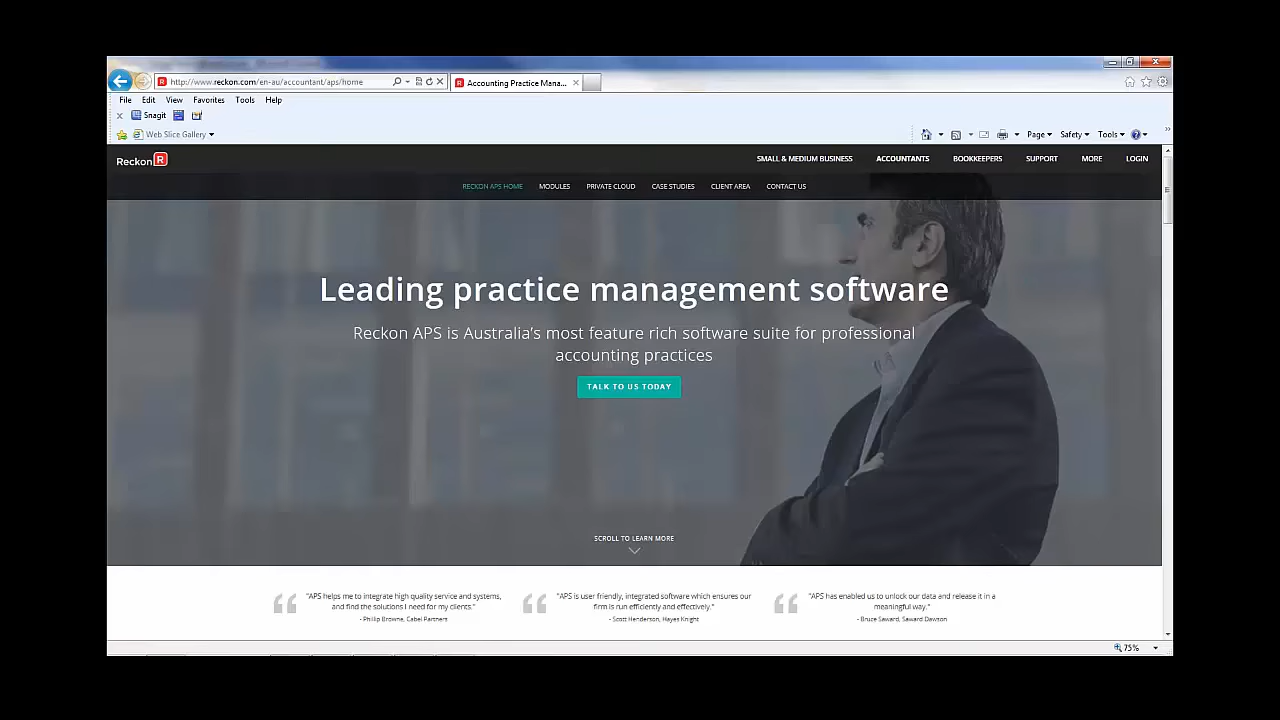 http://www.reckon.com/en-au/accountant/aps/home
Accounting Practice Mana...
File Edit View Favorites Tools Help
Snagit
Web Slice Gallery
Page Safety Tools
Reckon R
SMALL & MEDIUM BUSINESS ACCOUNTANTS BOOKKEEPERS SUPPORT MORE LOGIN
RECKON APS HOME MODULES PRIVATE CLOUD CASE STUDIES CLIENT AREA CONTACT US
Leading practice management software
Reckon APS is Australia's most feature rich software suite for professional
accounting practices
TALK TO US TODAY
SCROLL TO LEARN MORE
"APS helps me to integrate high quality service and systems,
and find the solutions I need for my clients."
- Phillip Browne, Cabel Partners
"APS is user friendly, integrated software which ensures our
firm is run efficiently and effectively."
- Scott Henderson, Hayes Knight
"APS has enabled us to unlock our data and release it in a
meaningful way."
- Bruce Saward, Saward Dawson
75%